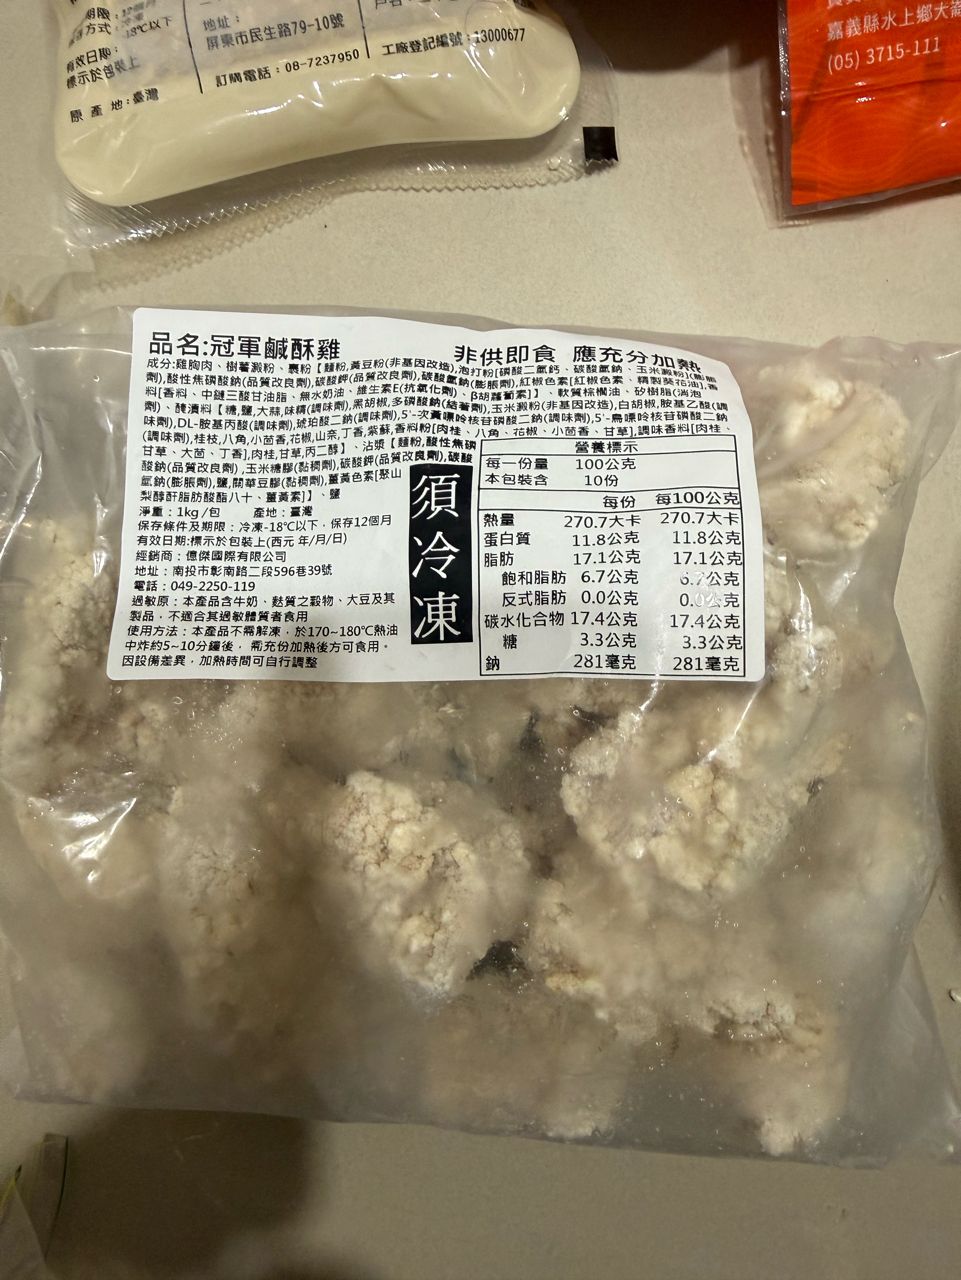 期限：
方式：
-18℃以下
有效日期：
標示於包裝上
原 產 地：臺灣
地址：
屏東市民生路79-10號
訂購電話：08-7237950
工廠登記編號：13000677
嘉義縣水上鄉大崙
(05) 3715-111
品名:冠軍鹹酥雞
非供即食 應充分加熱
成分:雞胸肉、樹薯澱粉、裹粉【麵粉,黃豆粉(非基因改造),泡打粉[磷酸二氫鈣、碳酸氫鈉、玉米澱粉](膨脹
劑),酸性焦磷酸鈉(品質改良劑),碳酸鉀(品質改良劑),碳酸氫鈉(膨脹劑),紅椒色素[紅椒色素、精製葵花油],香
料[香料、中鏈三酸甘油脂、無水奶油、維生素E(抗氧化劑)、β胡蘿蔔素]】、軟質棕櫚油、矽樹脂(消泡
劑)、醃漬料【糖,鹽,大蒜,味精(調味劑),黑胡椒,多磷酸鈉(結著劑),玉米澱粉(非基因改造),白胡椒,胺基乙酸(調
味劑),DL-胺基丙酸(調味劑),琥珀酸二鈉(調味劑),5'-次黃嘌呤核苷磷酸二鈉(調味劑),5'-鳥嘌呤核苷磷酸二鈉
(調味劑),桂枝,八角,小茴香,花椒,山奈,丁香,紫蘇,香料粉[肉桂、八角、花椒、小茴香、甘草],調味香料[肉桂、
甘草、大茴、丁香],肉桂,甘草,丙二醇】、沾漿【麵粉,酸性焦磷
酸鈉(品質改良劑),玉米糖膠(黏稠劑),碳酸鉀(品質改良劑),碳酸
氫鈉(膨脹劑),鹽,關華豆膠(黏稠劑),薑黃色素[聚山
梨醇酐脂肪酸酯八十、薑黃素]】、鹽
淨重：1kg/包 產地：臺灣
保存條件及期限：冷凍-18℃以下，保存12個月
有效日期:標示於包裝上(西元 年/月/日)
經銷商：億傑國際有限公司
地址：南投市彰南路二段596巷39號
電話：049-2250-119
過敏原：本產品含牛奶、麩質之穀物、大豆及其
製品，不適合其過敏體質者食用
使用方法：本產品不需解凍，於170~180℃熱油
中炸約5~10分鐘後，需充份加熱後方可食用。
因設備差異，加熱時間可自行調整
須冷凍
營養標示
每一份量 100公克
本包裝含 10份
每份 每100公克
熱量 270.7大卡 270.7大卡
蛋白質 11.8公克 11.8公克
脂肪 17.1公克 17.1公克
飽和脂肪 6.7公克 6.7公克
反式脂肪 0.0公克 0.0公克
碳水化合物 17.4公克 17.4公克
糖 3.3公克 3.3公克
鈉 281毫克 281毫克